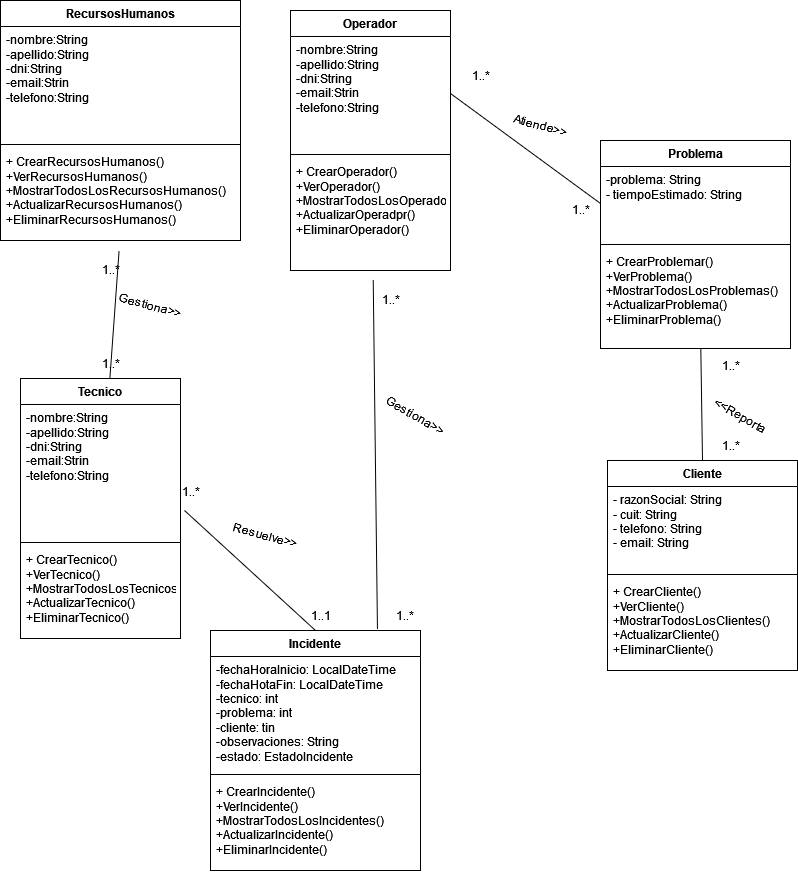 RecursosHumanos
-nombre:String
-apellido:String
-dni:String
-email:Strin
-telefono:String
+ CrearRecursosHumanos()
+VerRecursosHumanos()
+MostrarTodosLosRecursosHumanos()
+ActualizarRecursosHumanos()
+EliminarRecursosHumanos()
Operador
-nombre:String
-apellido:String
-dni:String
-email:Strin
-telefono:String
+ CrearOperador()
+VerOperador()
+MostrarTodosLosOperado
+ActualizarOperadpr()
+EliminarOperador()
1..*
Atiende>>
1..*
Problema
-problema: String
- tiempoEstimado: String
+ CrearProblemar()
+VerProblema()
+MostrarTodosLosProblemas()
+ActualizarProblema()
+EliminarProblema()
1..*
Gestiona>>
1..*
1..*
Gestiona>>
1..*
1..*
<<Reporta
1..*
Tecnico
-nombre:String
-apellido:String
-dni:String
-email:Strin
-telefono:String
+ CrearTecnico()
+VerTecnico()
+MostrarTodosLosTecnicos
+ActualizarTecnico()
+EliminarTecnico()
1..*
Resuelve>>
1..1
Cliente
- razonSocial: String
- cuit: String
- telefono: String
- email: String
+ CrearCliente()
+VerCliente()
+MostrarTodosLosClientes()
+ActualizarCliente()
+EliminarCliente()
Incidente
-fechaHoraInicio: LocalDateTime
-fechaHotaFin: LocalDateTime
-tecnico: int
-problema: int
-cliente: tin
-observaciones: String
-estado: EstadoIncidente
+ CrearIncidente()
+VerIncidente()
+MostrarTodosLosIncidentes()
+ActualizarIncidente()
+EliminarIncidente()